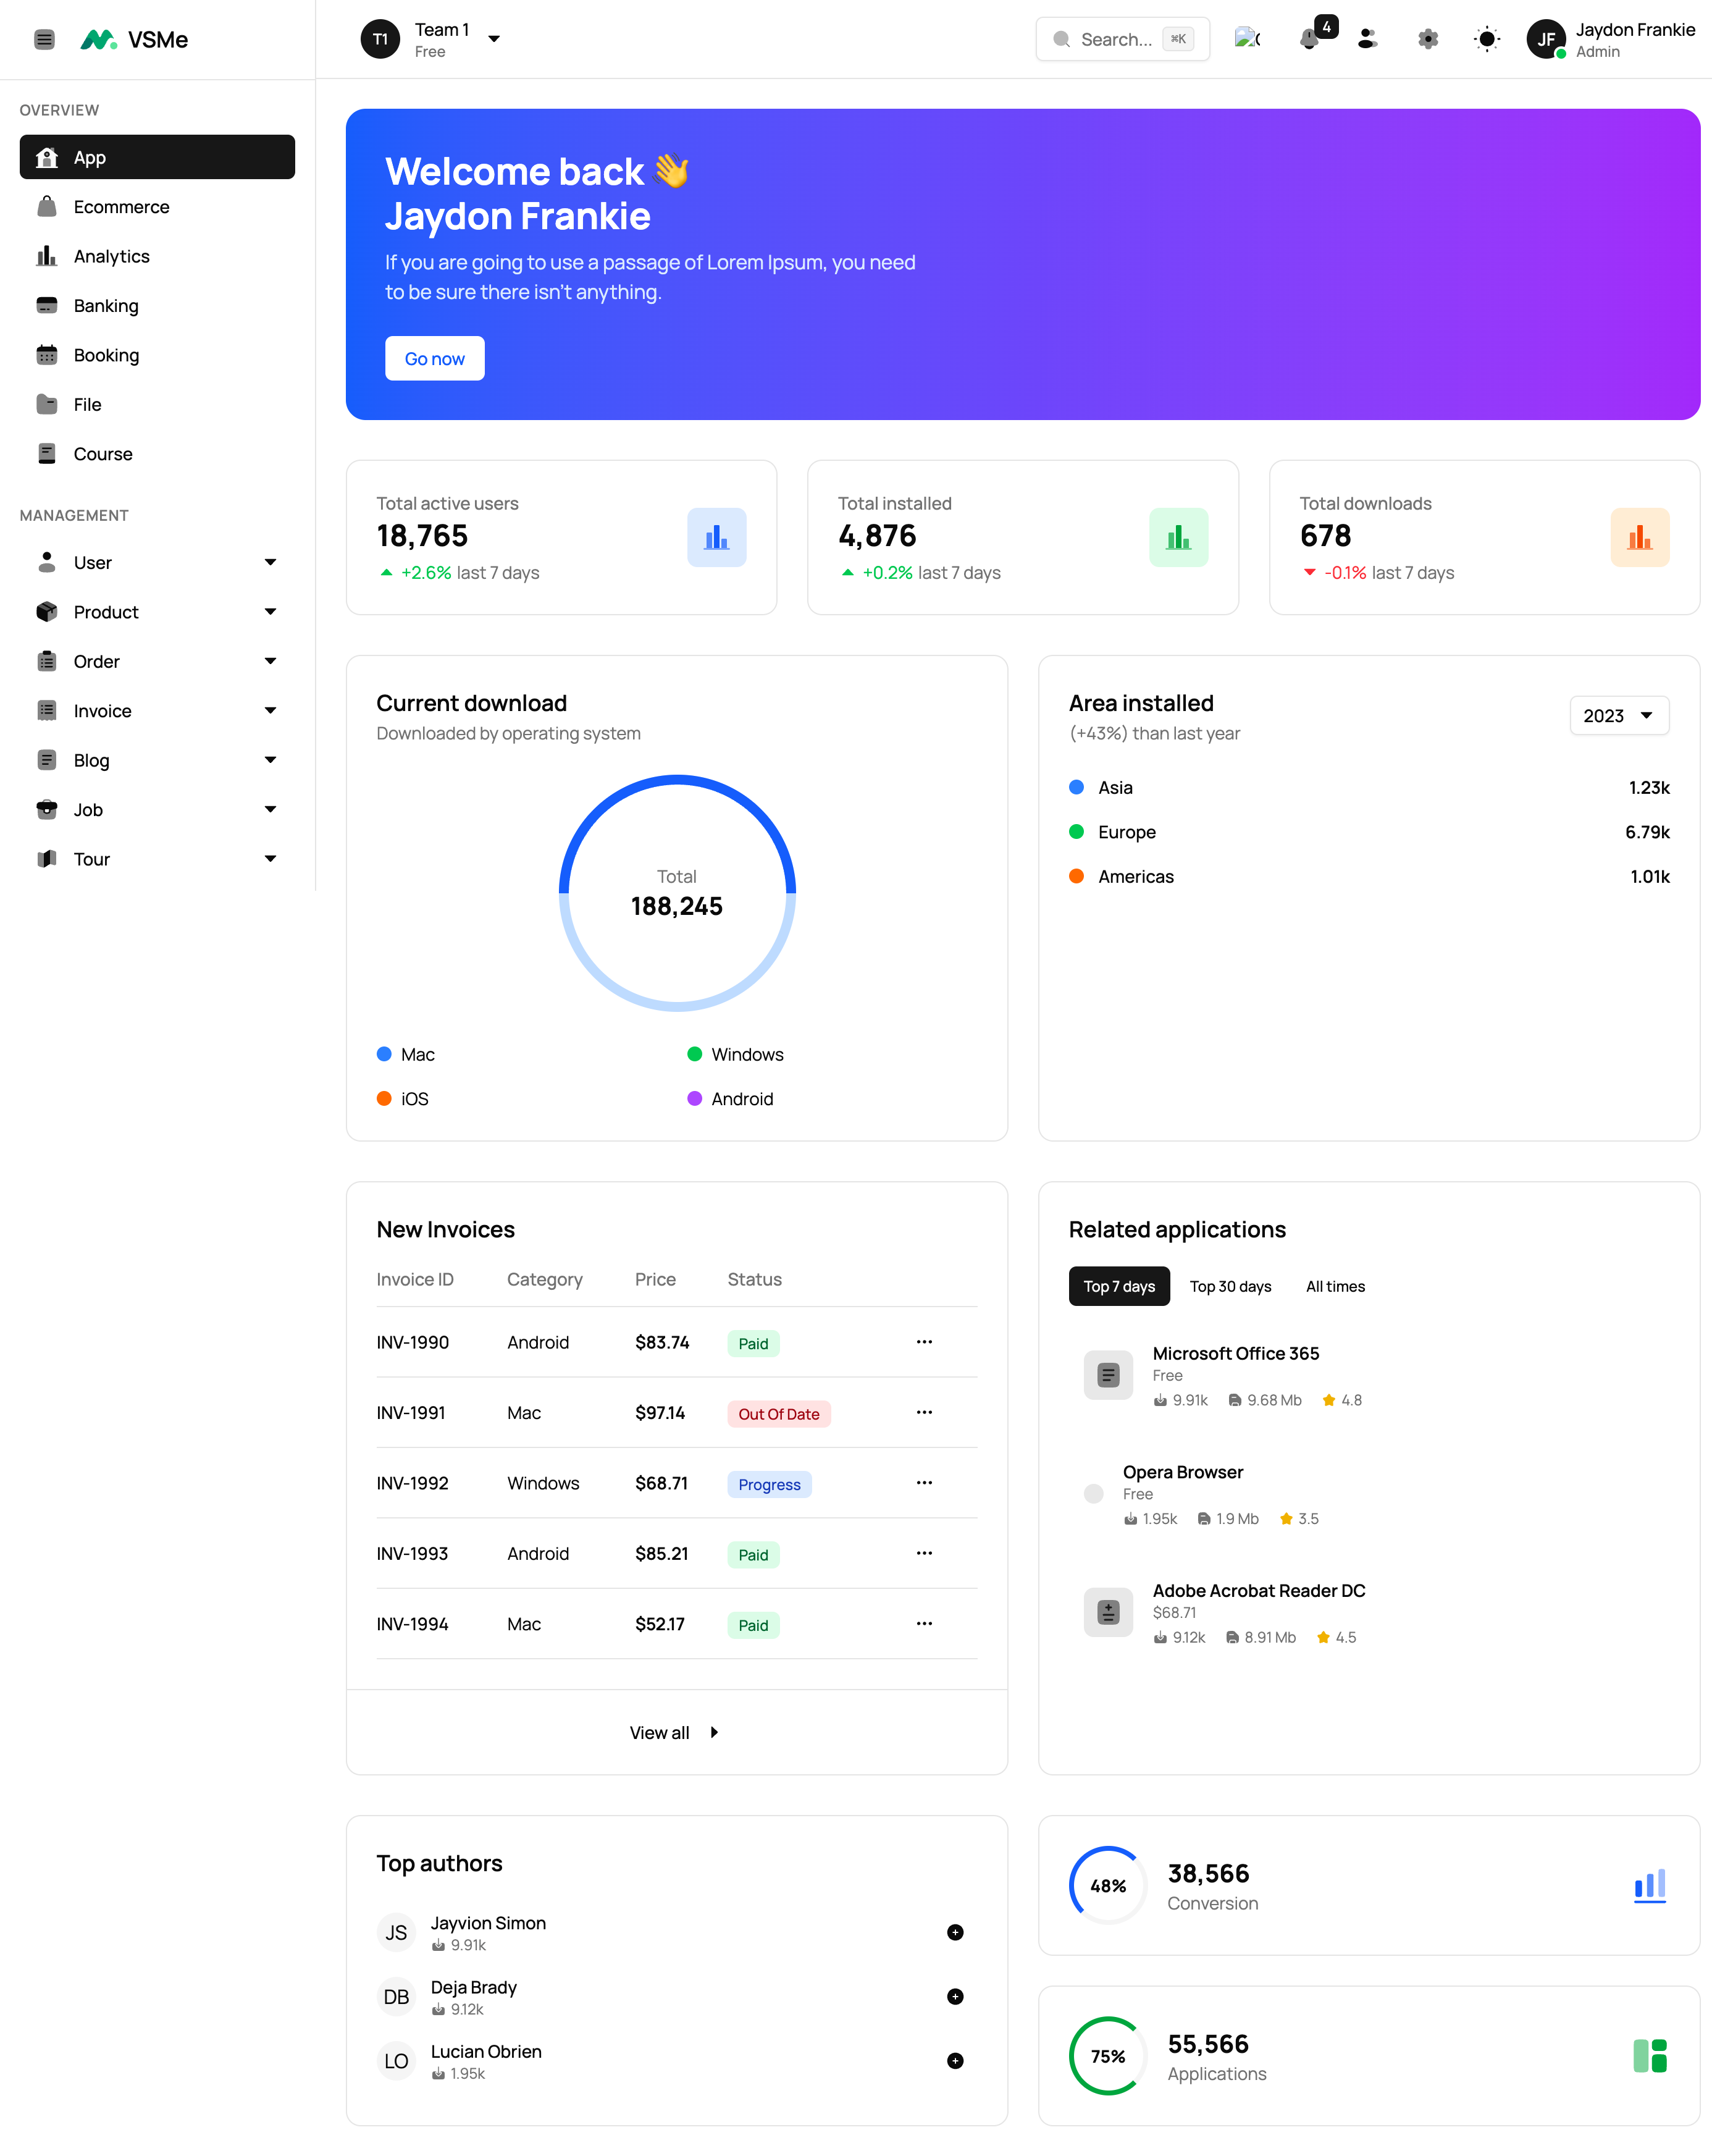 VSMe
T1
Team 1
Free
Search... ⌘K
4
JF
Jaydon Frankie
Admin
OVERVIEW
App
Ecommerce
Analytics
Banking
Booking
File
Course
MANAGEMENT
User
Product
Order
Invoice
Blog
Job
Tour
Welcome back 👋
Jaydon Frankie
If you are going to use a passage of Lorem Ipsum, you need
to be sure there isn't anything.
Go now
Total active users
18,765
+2.6% last 7 days
Total installed
4,876
+0.2% last 7 days
Total downloads
678
-0.1% last 7 days
Current download
Downloaded by operating system
Total
188,245
Mac
Windows
iOS
Android
Area installed
(+43%) than last year
2023
Asia 1.23k
Europe 6.79k
Americas 1.01k
New Invoices
Invoice ID Category Price Status
INV-1990 Android $83.74 Paid
INV-1991 Mac $97.14 Out Of Date
INV-1992 Windows $68.71 Progress
INV-1993 Android $85.21 Paid
INV-1994 Mac $52.17 Paid
View all
Related applications
Top 7 days Top 30 days All times
Microsoft Office 365
Free
9.91k 9.68 Mb 4.8
Opera Browser
Free
1.95k 1.9 Mb 3.5
Adobe Acrobat Reader DC
$68.71
9.12k 8.91 Mb 4.5
Top authors
JS
Jayvion Simon
9.91k
DB
Deja Brady
9.12k
LO
Lucian Obrien
1.95k
48%
38,566
Conversion
75%
55,566
Applications